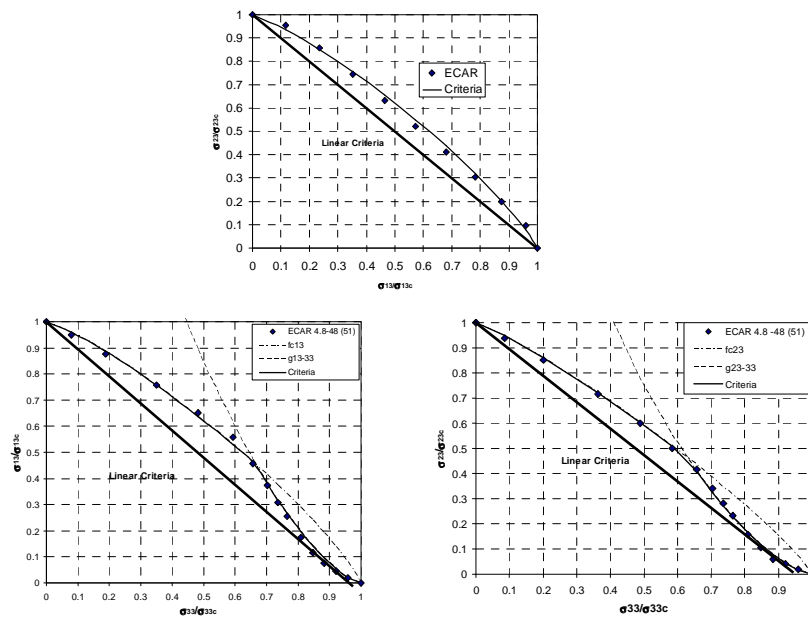 1
0.9
0.8
0.7
0.6
0.5
0.4
0.3
0.2
0.1
0
σ23/σ23c
ECAR
Criteria
Linear Criteria
0 0.1 0.2 0.3 0.4 0.5 0.6 0.7 0.8 0.9 1
σ13/σ13c
1
0.9
0.8
0.7
0.6
0.5
0.4
0.3
0.2
0.1
0
σ13/σ13c
ECAR 4.8-48 (51)
fc13
g13-33
Criteria
Linear Criteria
0 0.1 0.2 0.3 0.4 0.5 0.6 0.7 0.8 0.9 1
σ33/σ33c
1
0.9
0.8
0.7
0.6
0.5
0.4
0.3
0.2
0.1
0
σ23/σ23c
ECAR 4.8 -48 (51)
fc23
g23-33
Criteria
Linear Criteria
0 0.1 0.2 0.3 0.4 0.5 0.6 0.7 0.8 0.9
σ33/σ33c